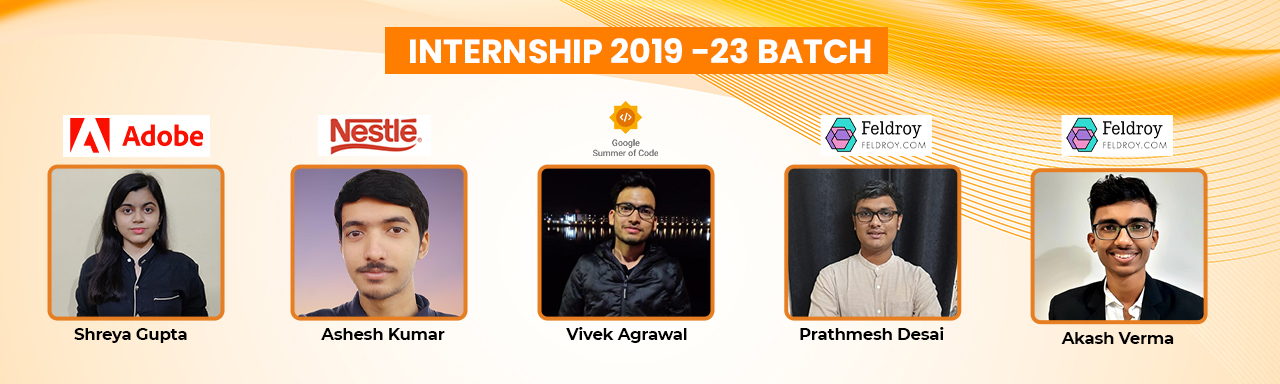 INTERNSHIP 2019 -23 BATCH
Adobe
Nestlē®
Google
Summer of Code
Feldroy
FELDROY.COM
Feldroy
FELDROY.COM
Shreya Gupta
Ashesh Kumar
Vivek Agrawal
Prathmesh Desai
Akash Verma